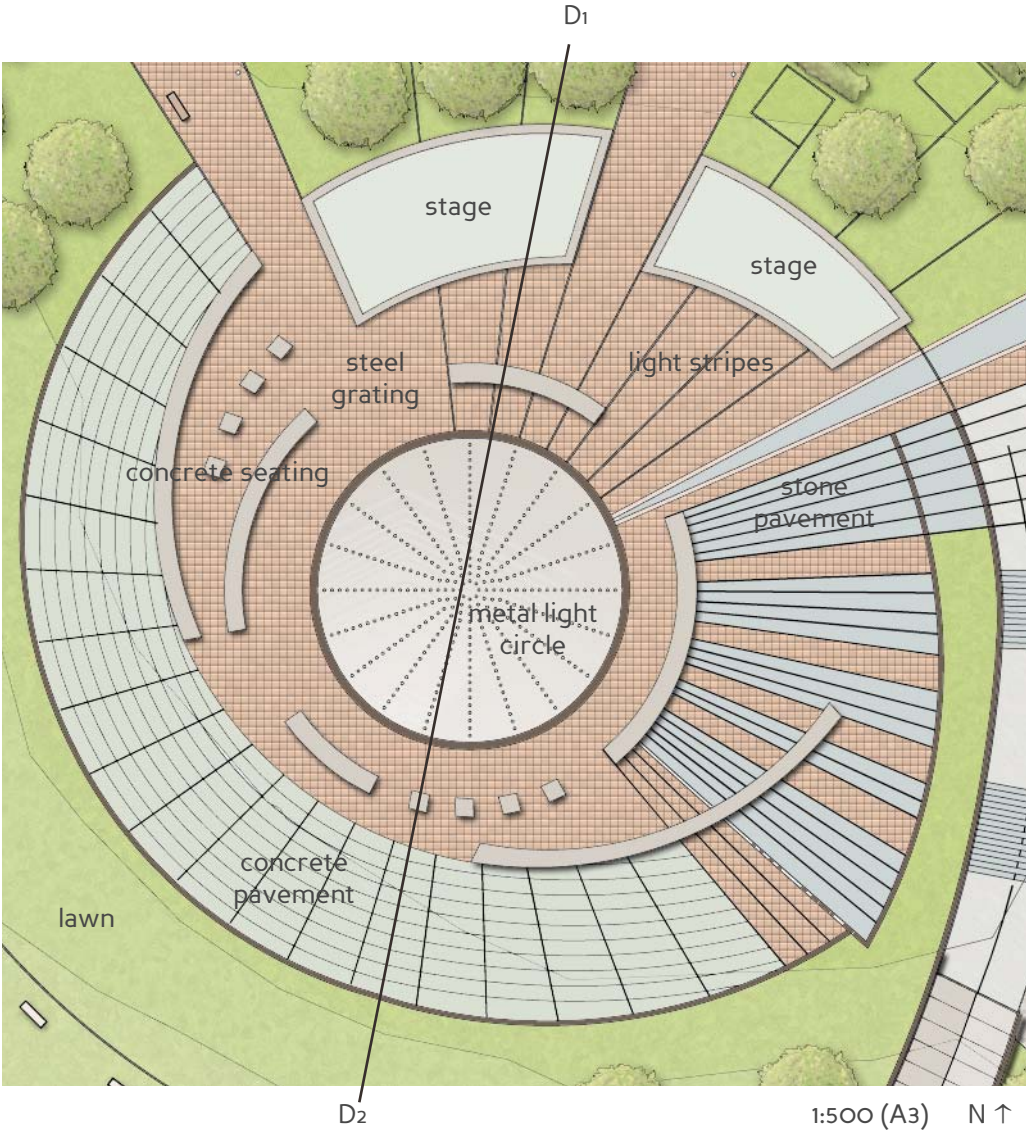 D1
stage
stage
steel
grating
light stripes
concrete seating
stone
pavement
metal light
circle
concrete
pavement
lawn
D2
1:500 (A3) N ↑